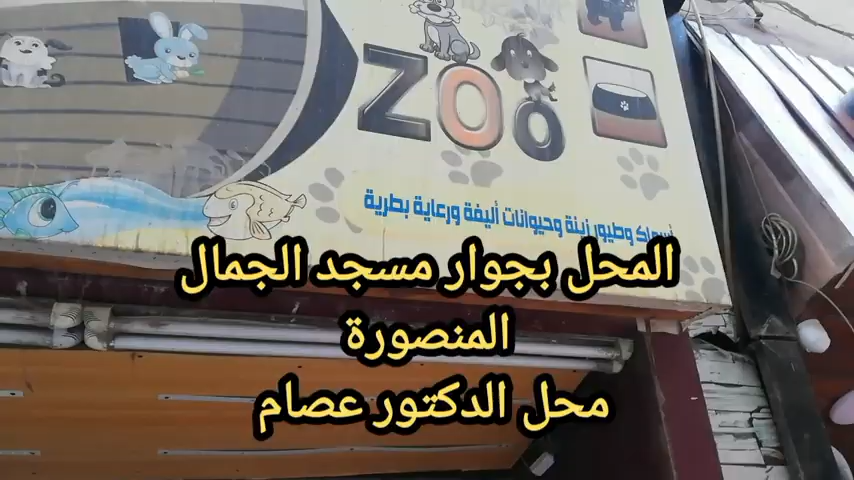 ZOO
أسماك وطيور زينة وحيوانات أليفة ورعاية بطرية
المحل بجوار مسجد الجمال
المنصورة
محل الدكتور عصام